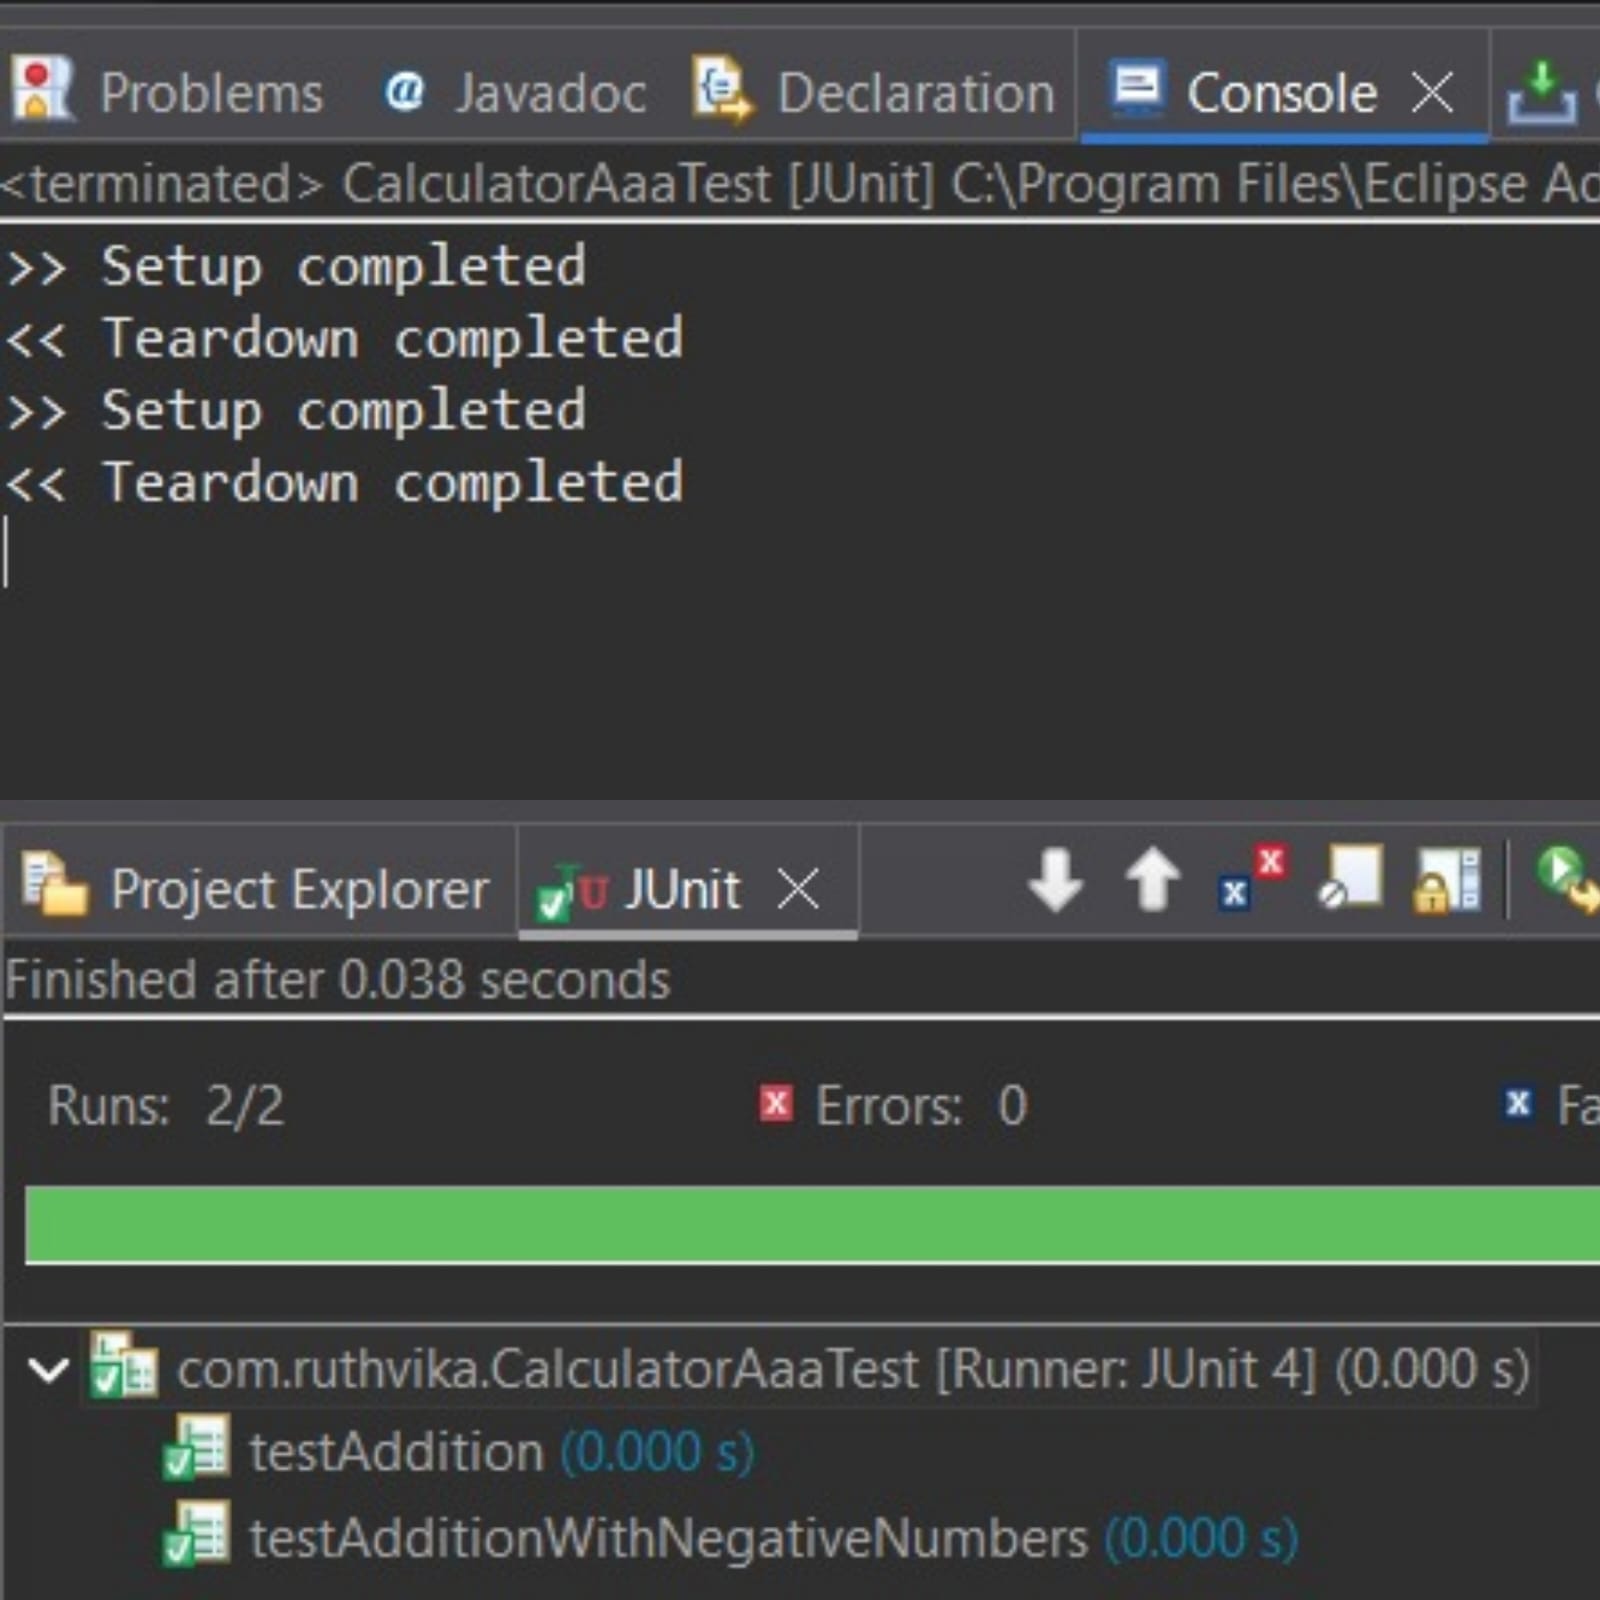 Problems @ Javadoc Declaration Console
<terminated> CalculatorAaaTest [JUnit] C:\Program Files\Eclipse
>> Setup completed
<< Teardown completed
>> Setup completed
<< Teardown completed
Project Explorer JUnit
Finished after 0.038 seconds
Runs: 2/2 Errors: 0
com.ruthvika.CalculatorAaaTest [Runner: JUnit 4] (0.000 s)
testAddition (0.000 s)
testAdditionWithNegativeNumbers (0.000 s)